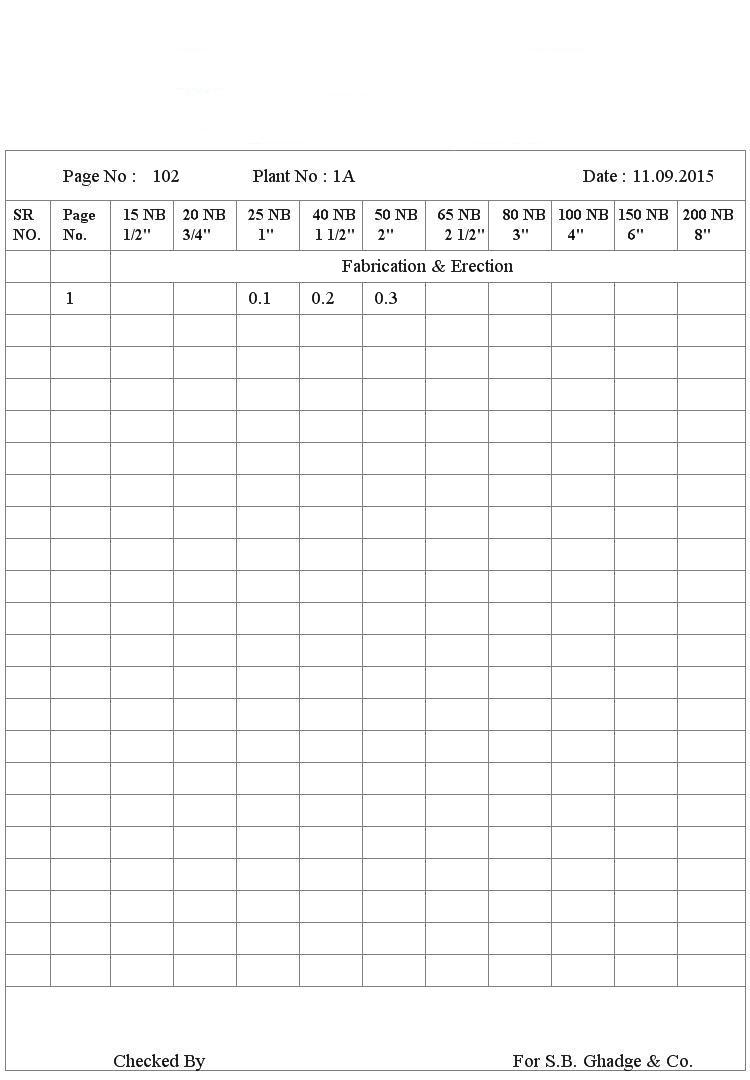 Page No : 102 Plant No : 1A Date : 11.09.2015
SR Page 15 NB 20 NB 25 NB 40 NB 50 NB 65 NB 80 NB 100 NB 150 NB 200 NB
NO. No. 1/2" 3/4" 1" 1 1/2" 2" 2 1/2" 3" 4" 6" 8"
Fabrication & Erection
1 0.1 0.2 0.3
Checked By For S.B. Ghadge & Co.